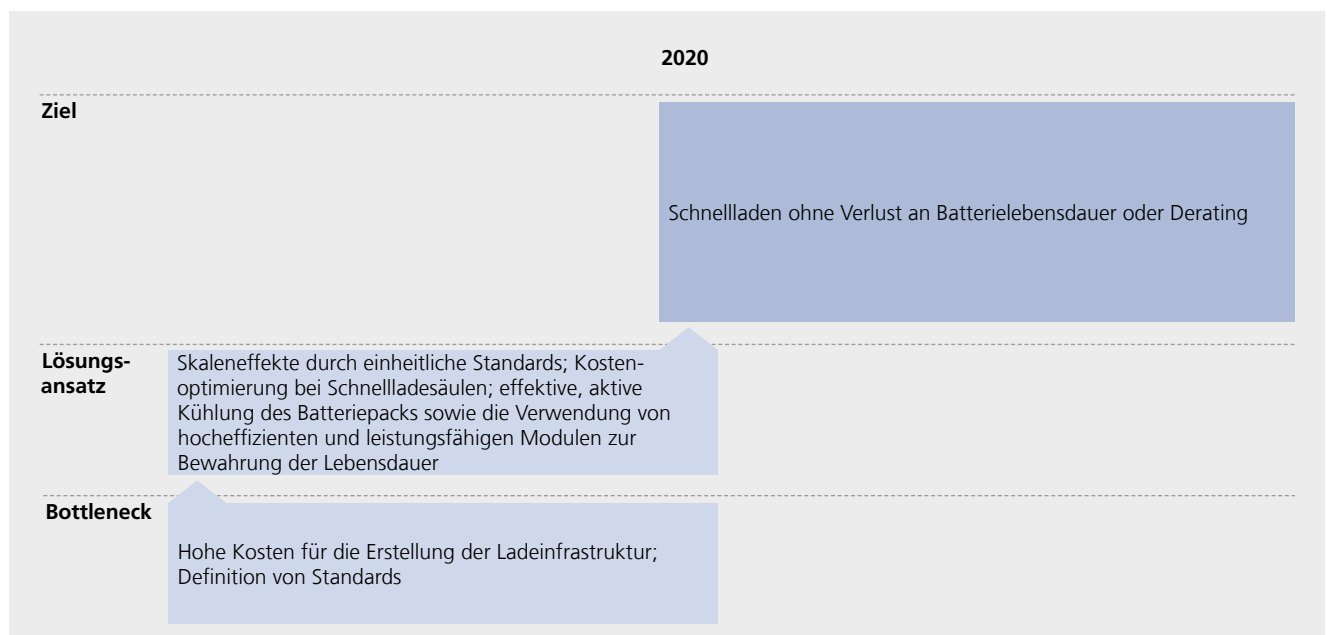 2020
Ziel
Schnellladen ohne Verlust an Batterielebensdauer oder Derating
Lösungs-
ansatz
Skaleneffekte durch einheitliche Standards; Kosten-
optimierung bei Schnellladesäulen; effektive, aktive
Kühlung des Batteriepacks sowie die Verwendung von
hocheffizienten und leistungsfähigen Modulen zur
Bewahrung der Lebensdauer
Bottleneck
Hohe Kosten für die Erstellung der Ladeinfrastruktur;
Definition von Standards